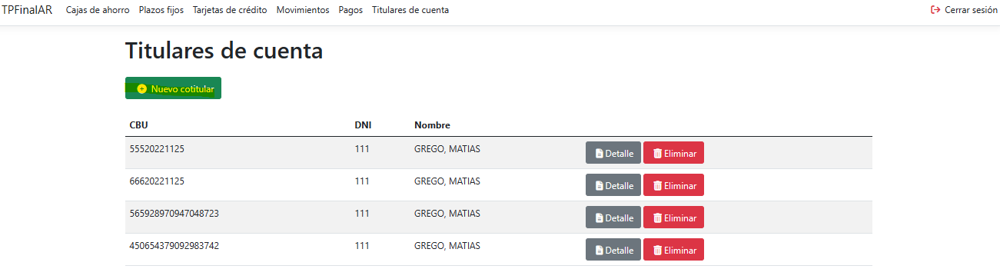 TPFinalAR Cajas de ahorro Plazos fijos Tarjetas de crédito Movimientos Pagos Titulares de cuenta Cerrar sesión
Titulares de cuenta
Nuevo cotitular
CBU DNI Nombre
55520221125 111 GREGO, MATIAS Detalle Eliminar
66620221125 111 GREGO, MATIAS Detalle Eliminar
565928970947048723 111 GREGO, MATIAS Detalle Eliminar
450654379092983742 111 GREGO, MATIAS Detalle Eliminar